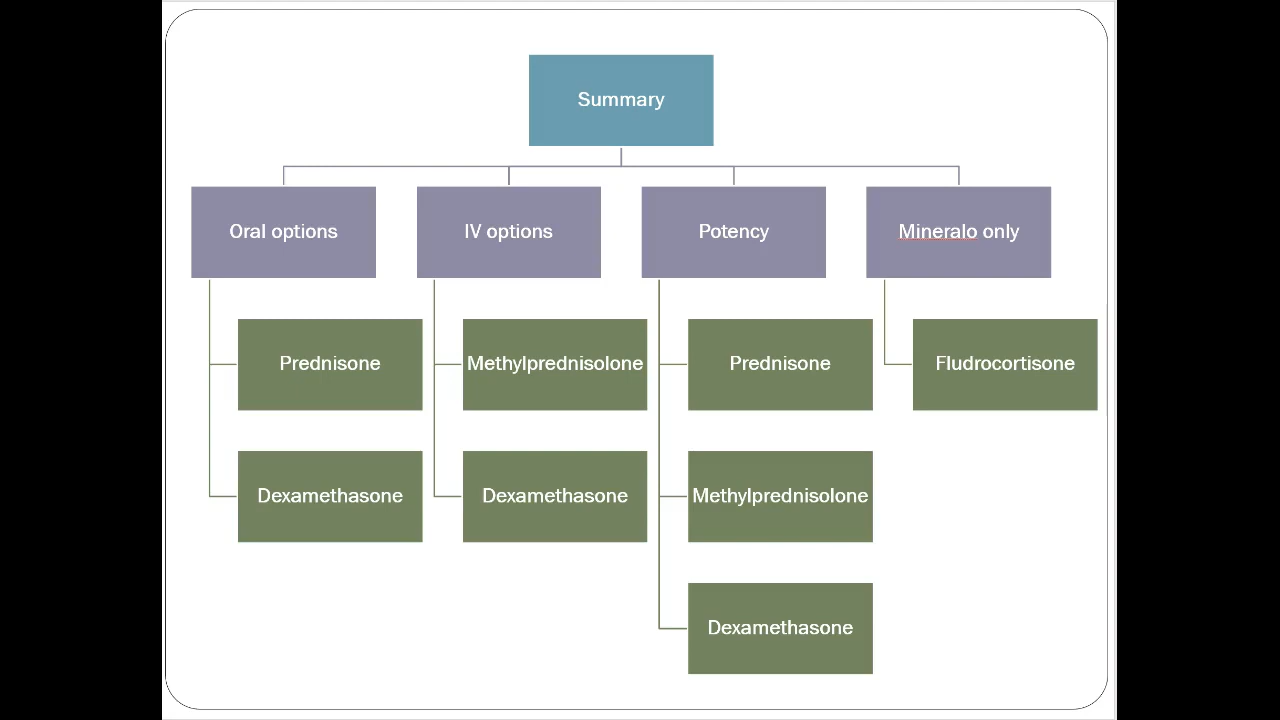 Summary
Oral options
IV options
Potency
Mineralo only
Prednisone
Methylprednisolone
Prednisone
Fludrocortisone
Dexamethasone
Dexamethasone
Methylprednisolone
Dexamethasone